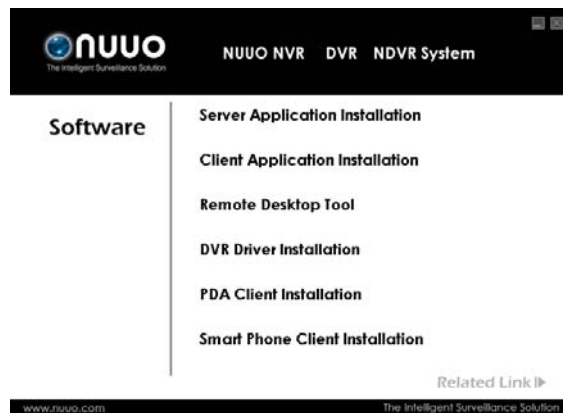 NUUO
The Intelligent Surveillance Solution
NUUO NVR DVR NDVR System
Software
Server Application Installation
Client Application Installation
Remote Desktop Tool
DVR Driver Installation
PDA Client Installation
Smart Phone Client Installation
Related Link
www.nuuo.com
The Intelligent Surveillance Solution